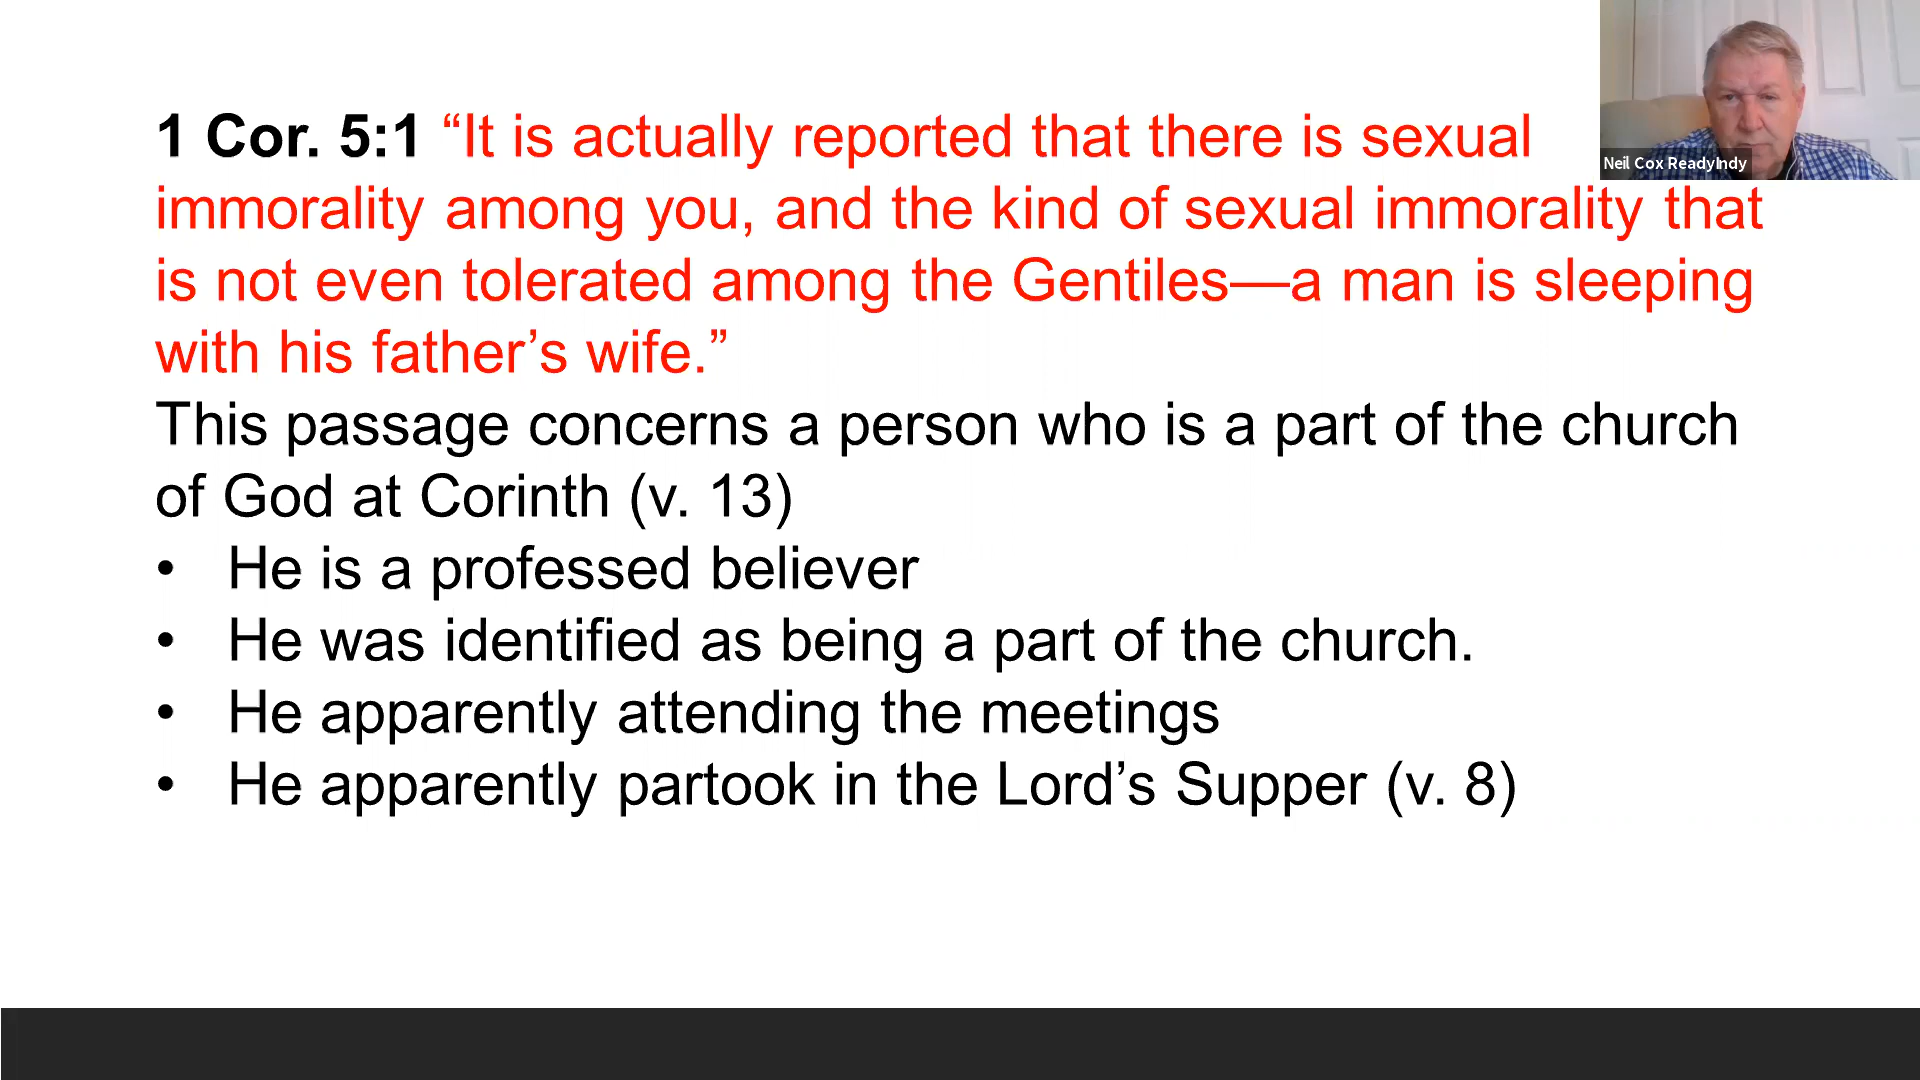 1 Cor. 5:1 “It is actually reported that there is sexual
immorality among you, and the kind of sexual immorality that
is not even tolerated among the Gentiles—a man is sleeping
with his father’s wife.”
This passage concerns a person who is a part of the church
of God at Corinth (v. 13)
• He is a professed believer
• He was identified as being a part of the church.
• He apparently attending the meetings
• He apparently partook in the Lord’s Supper (v. 8)
Neil Cox ReadyIndy